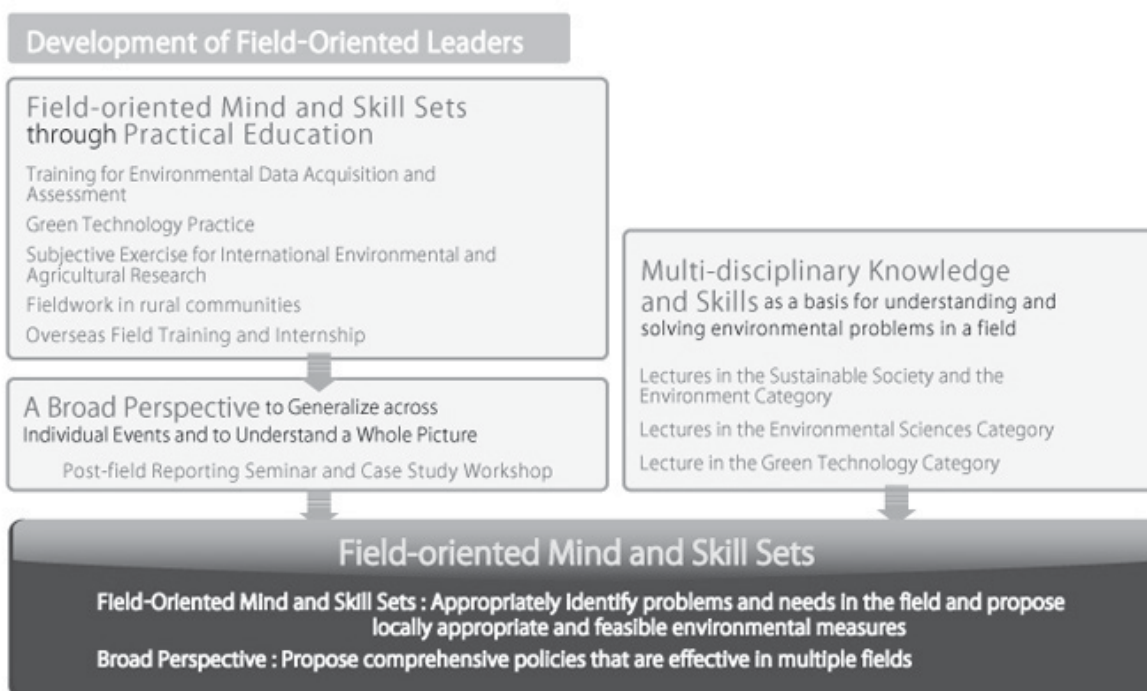 Development of Field-Oriented Leaders
Field-oriented Mind and Skill Sets
through Practical Education
Training for Environmental Data Acquisition and
Assessment
Green Technology Practice
Subjective Exercise for International Environmental and
Agricultural Research
Fieldwork in rural communities
Overseas Field Training and Internship
A Broad Perspective to Generalize across
Individual Events and to Understand a Whole Picture
Post-field Reporting Seminar and Case Study Workshop
Multi-disciplinary Knowledge
and Skills as a basis for understanding and
solving environmental problems in a field
Lectures in the Sustainable Society and the
Environment Category
Lectures in the Environmental Sciences Category
Lecture in the Green Technology Category
Field-oriented Mind and Skill Sets
Field-Oriented Mind and Skill Sets : Appropriately identify problems and needs in the field and propose
locally appropriate and feasible environmental measures
Broad Perspective : Propose comprehensive policies that are effective in multiple fields